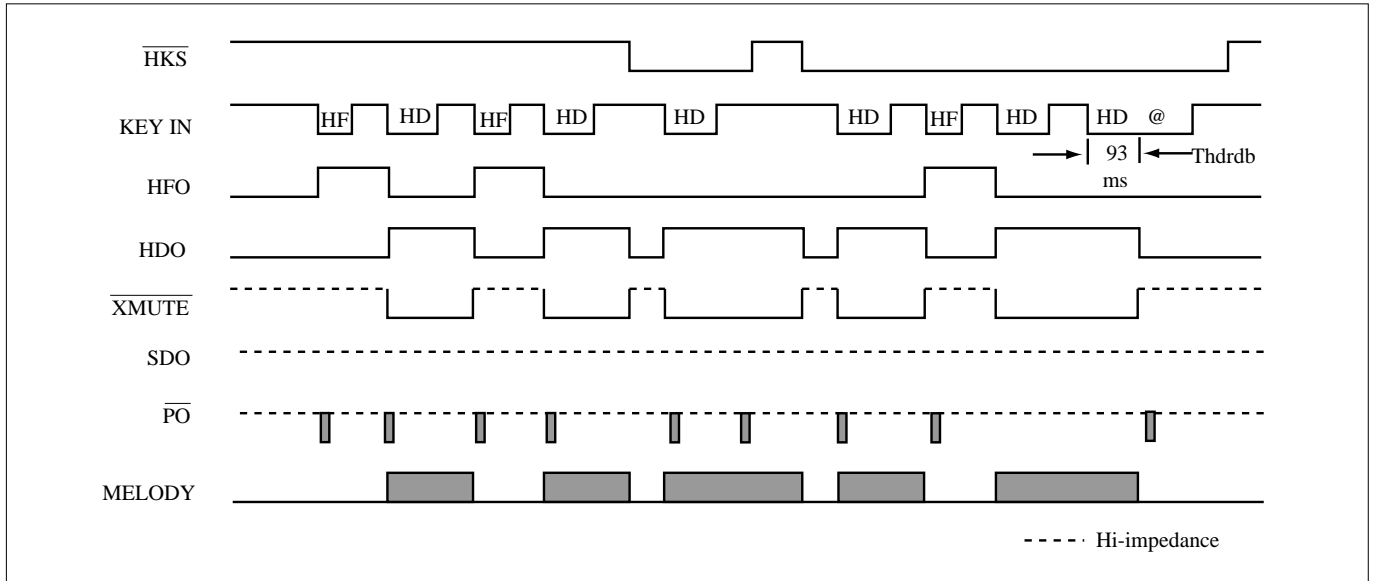 HKS
KEY IN HF HD HF HD HD HD HF HD HD @
93 Thdrdb
ms
HFO
HDO
XMUTE
SDO
PO
MELODY
Hi-impedance